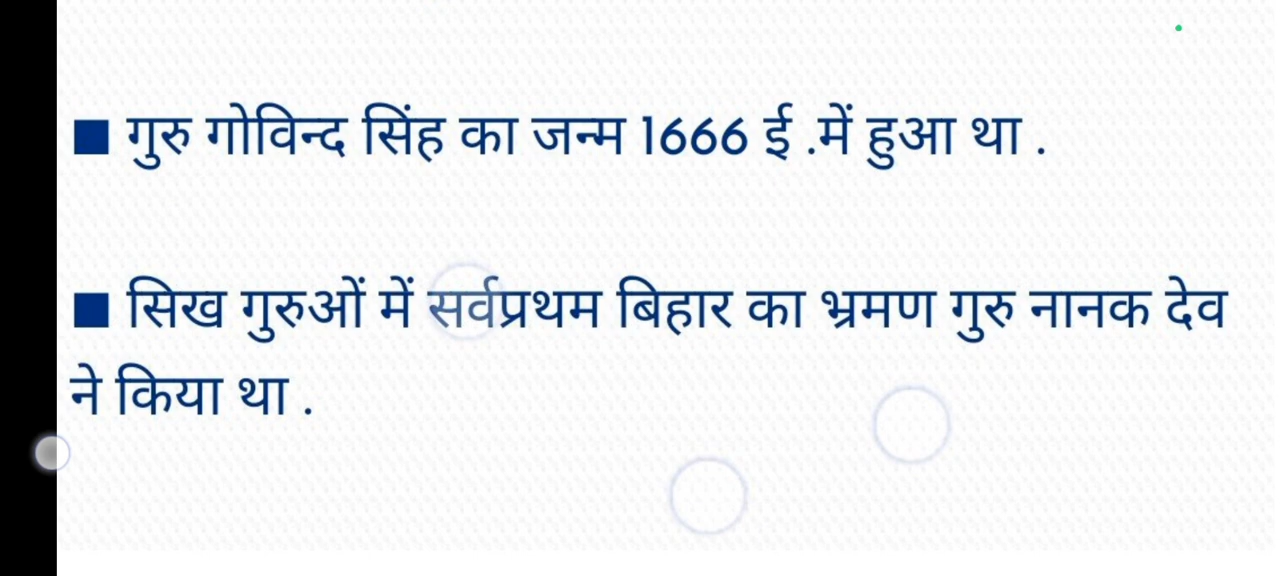 ■ गुरु गोविन्द सिंह का जन्म 1666 ई .में हुआ था .
■ सिख गुरुओं में सर्वप्रथम बिहार का भ्रमण गुरु नानक देव
ने किया था .